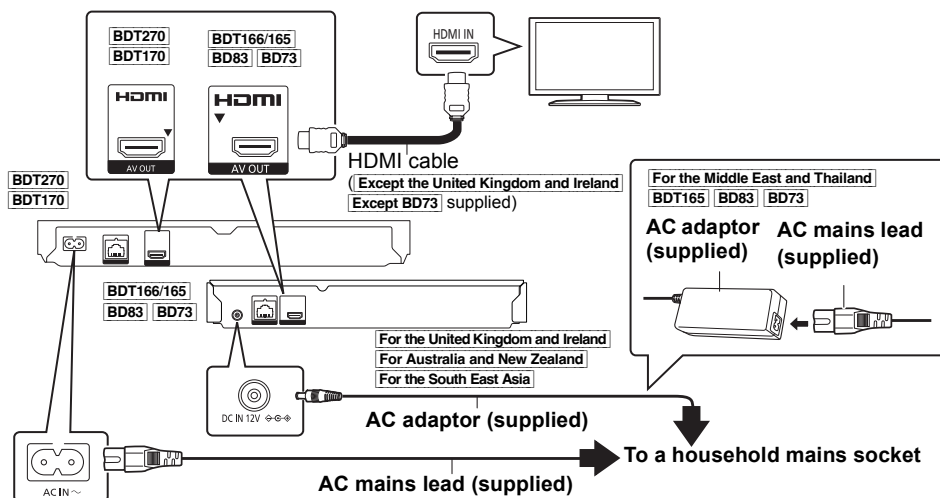 BDT270
BDT170
BDT166/165
BD83 BD73
HDMI
AV OUT
HDMI
AV OUT
HDMI IN
HDMI cable
( Except the United Kingdom and Ireland
Except BD73 supplied)
BDT270
BDT170
BDT166/165
BD83 BD73
For the Middle East and Thailand
BDT165 BD83 BD73
AC adaptor
(supplied)
AC mains lead
(supplied)
For the United Kingdom and Ireland
For Australia and New Zealand
For the South East Asia
DC IN 12V
AC adaptor (supplied)
To a household mains socket
AC IN ~
AC mains lead (supplied)